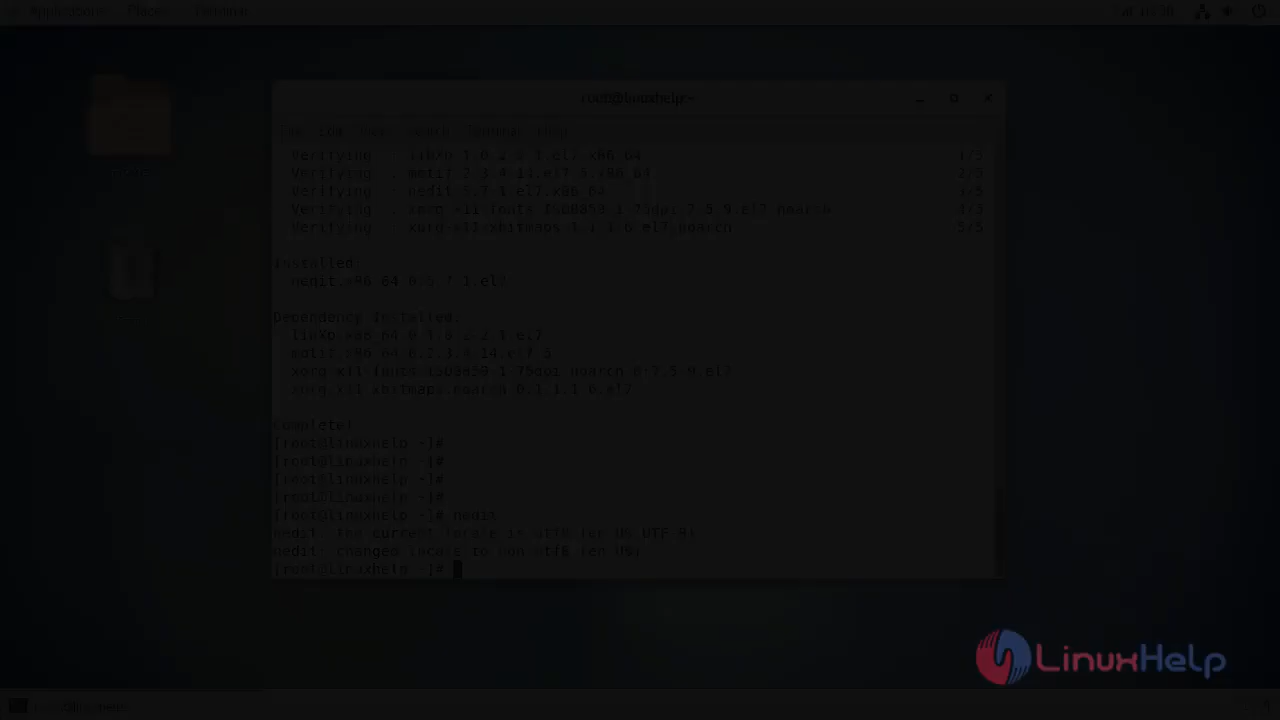 Applications Places
root@linuxhelp:~
Verifying : libXp-1.0.2-2.1.el7.x86_64 1/5
Verifying : motif-2.3.4-14.el7_5.x86_64 2/5
Verifying : nedit-5.7-1.el7.x86_64 3/5
Verifying : xorg-x11-fonts-ISO8859-1-75dpi-7.5-9.el7.noarch 4/5
Verifying : xorg-x11-xbitmaps-1.1.1-6.el7.noarch 5/5
Installed:
nedit.x86_64 0:5.7-1.el7
Dependency Installed:
libXp.x86_64 0:1.0.2-2.1.el7
motif.x86_64 0:2.3.4-14.el7_5
xorg-x11-fonts-ISO8859-1-75dpi.noarch 0:7.5-9.el7
xorg-x11-xbitmaps.noarch 0:1.1.1-6.el7
Complete!
[root@linuxhelp ~]#
[root@linuxhelp ~]#
[root@linuxhelp ~]#
[root@linuxhelp ~]#
[root@linuxhelp ~]# nedit
nedit: the current locale is utf8 (en_US.UTF-8)
nedit: changed locale to non-utf8 (en_US)
[root@linuxhelp ~]#
LinuxHelp